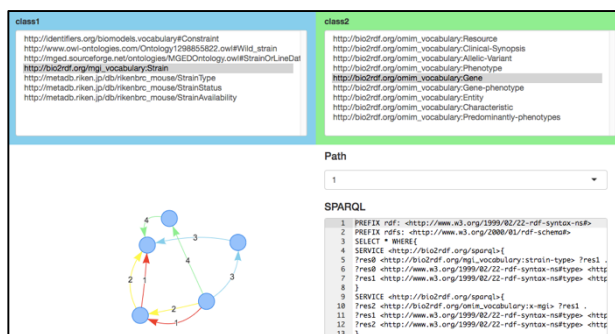 class1
http://identifiers.org/biomodels.vocabulary#Constraint
http://www.owl-ontologies.com/Ontology1298855822.owl#Wild_strain
http://mged.sourceforge.net/ontologies/MGEDOntology.owl#StrainOrLineDat
http://bio2rdf.org/mgi_vocabulary:Strain
http://metadb.riken.jp/db/rikenbrc_mouse/StrainType
http://metadb.riken.jp/db/rikenbrc_mouse/StrainStatus
http://metadb.riken.jp/db/rikenbrc_mouse/StrainAvailability
class2
http://bio2rdf.org/omim_vocabulary:Resource
http://bio2rdf.org/omim_vocabulary:Clinical-Synopsis
http://bio2rdf.org/omim_vocabulary:Allelic-Variant
http://bio2rdf.org/omim_vocabulary:Phenotype
http://bio2rdf.org/omim_vocabulary:Gene
http://bio2rdf.org/omim_vocabulary:Gene-phenotype
http://bio2rdf.org/omim_vocabulary:Entity
http://bio2rdf.org/omim_vocabulary:Characteristic
http://bio2rdf.org/omim_vocabulary:Predominantly-phenotypes
4
3
1
4
2
3
2
1
Path
1
SPARQL
1 PREFIX rdf: <http://www.w3.org/1999/02/22-rdf-syntax-ns#>
2 PREFIX rdfs: <http://www.w3.org/2000/01/rdf-schema#>
3 SELECT * WHERE{
4 SERVICE <http://bio2rdf.org/sparql>{
5 ?res0 <http://bio2rdf.org/mgi_vocabulary:strain-type> ?res1 .
6 ?res0 <http://www.w3.org/1999/02/22-rdf-syntax-ns#type> <http
7 ?res1 <http://www.w3.org/1999/02/22-rdf-syntax-ns#type> <http
8 }
9 SERVICE <http://bio2rdf.org/sparql>{
10 ?res2 <http://bio2rdf.org/omim_vocabulary:x-mgi> ?res1 .
11 ?res1 <http://www.w3.org/1999/02/22-rdf-syntax-ns#type> <http
12 ?res2 <http://www.w3.org/1999/02/22-rdf-syntax-ns#type> <http
13 }